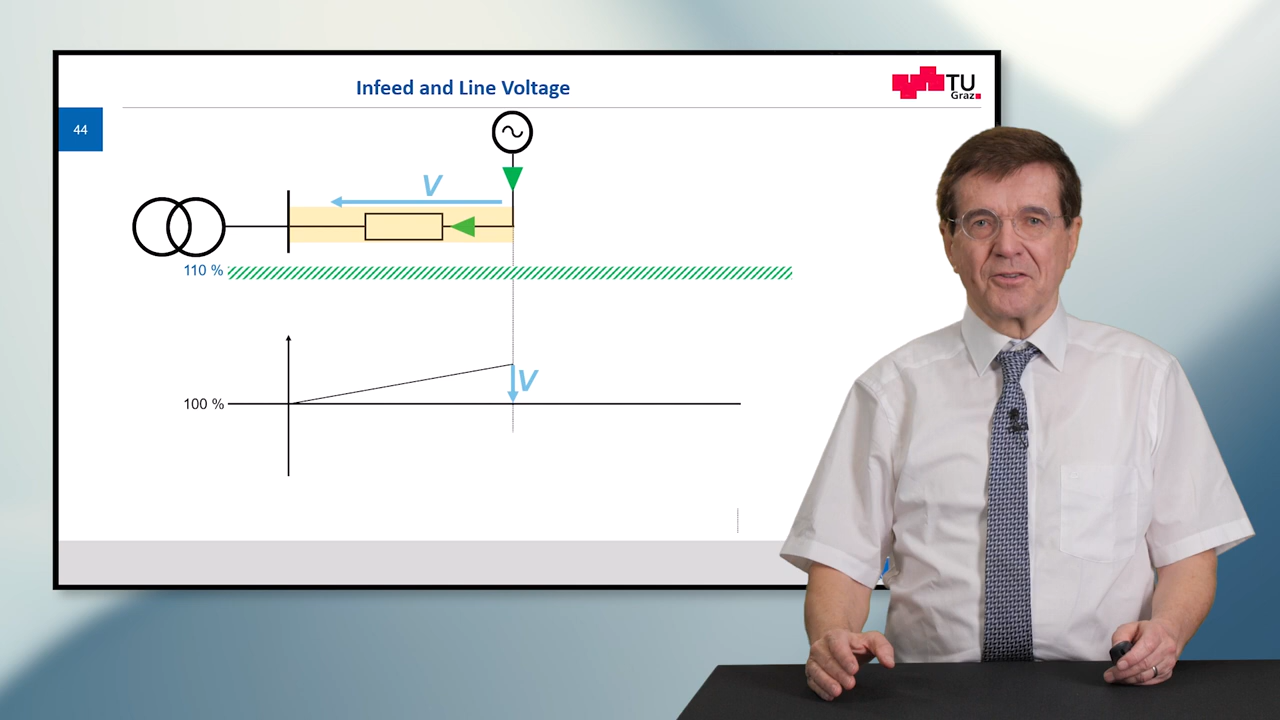 Infeed and Line Voltage
TU
Graz
44
V
110 %
V
100 %